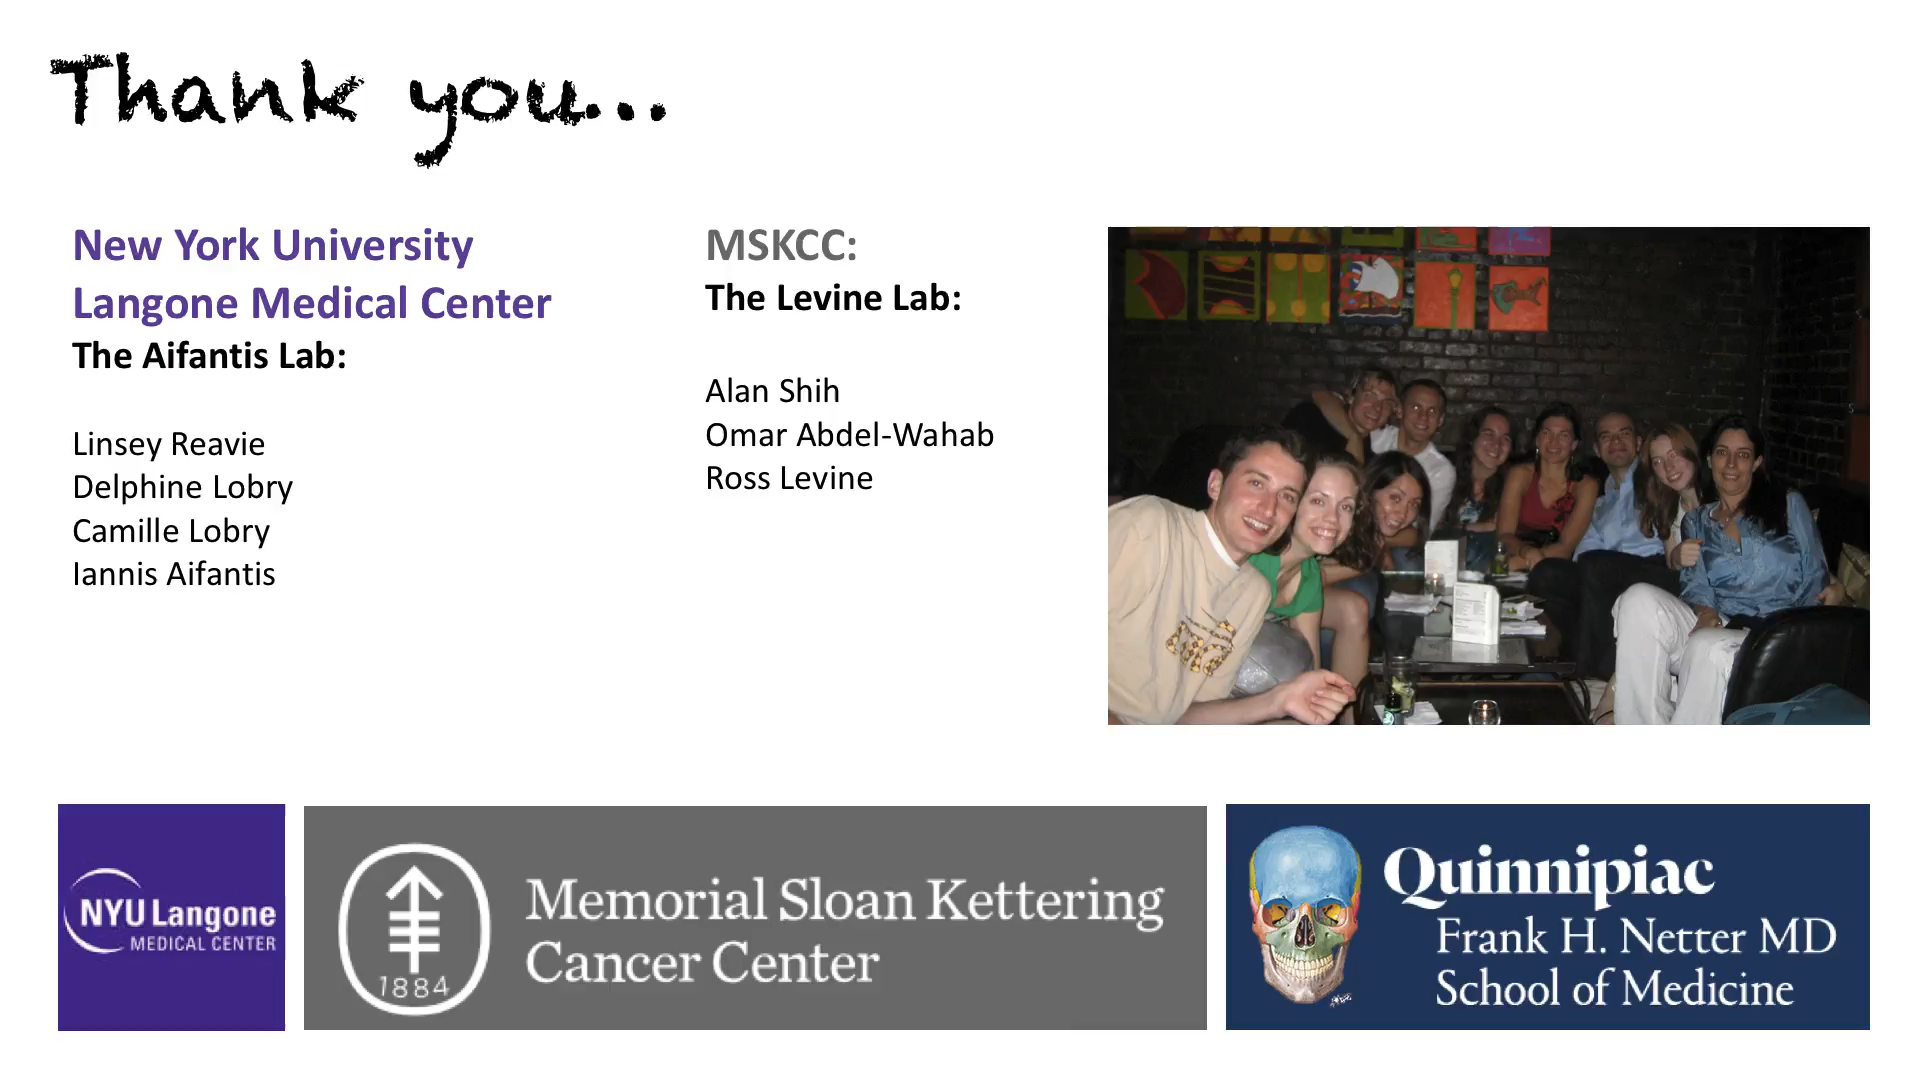 Thank you...
New York University
Langone Medical Center
The Aifantis Lab:
Linsey Reavie
Delphine Lobry
Camille Lobry
Iannis Aifantis
MSKCC:
The Levine Lab:
Alan Shih
Omar Abdel-Wahab
Ross Levine
NYU Langone
MEDICAL CENTER
1884
Memorial Sloan Kettering
Cancer Center
Quinnipiac
Frank H. Netter MD
School of Medicine